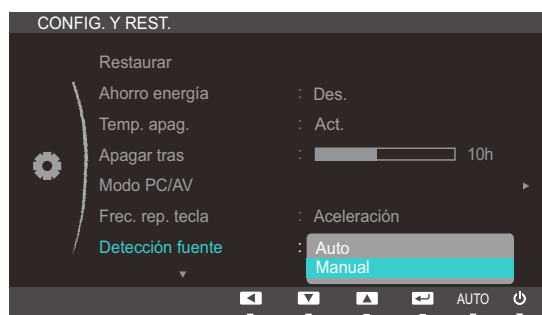 CONFIG. Y REST.
Restaurar
Ahorro energía : Des.
Temp. apag. : Act.
Apagar tras : 10h
Modo PC/AV
Frec. rep. tecla : Aceleración
Detección fuente : Auto
Manual
AUTO